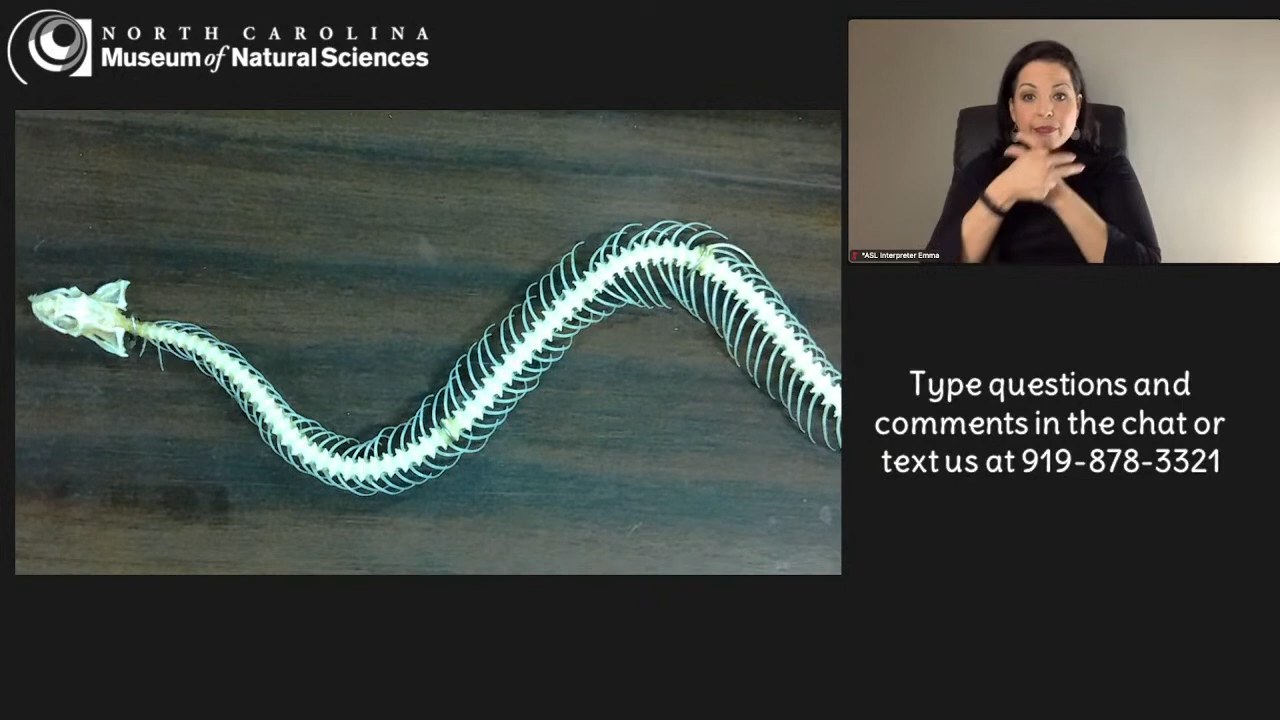 NORTH CAROLINA
Museum of Natural Sciences
*ASL Interpreter Emma
Type questions and
comments in the chat or
text us at 919-878-3321